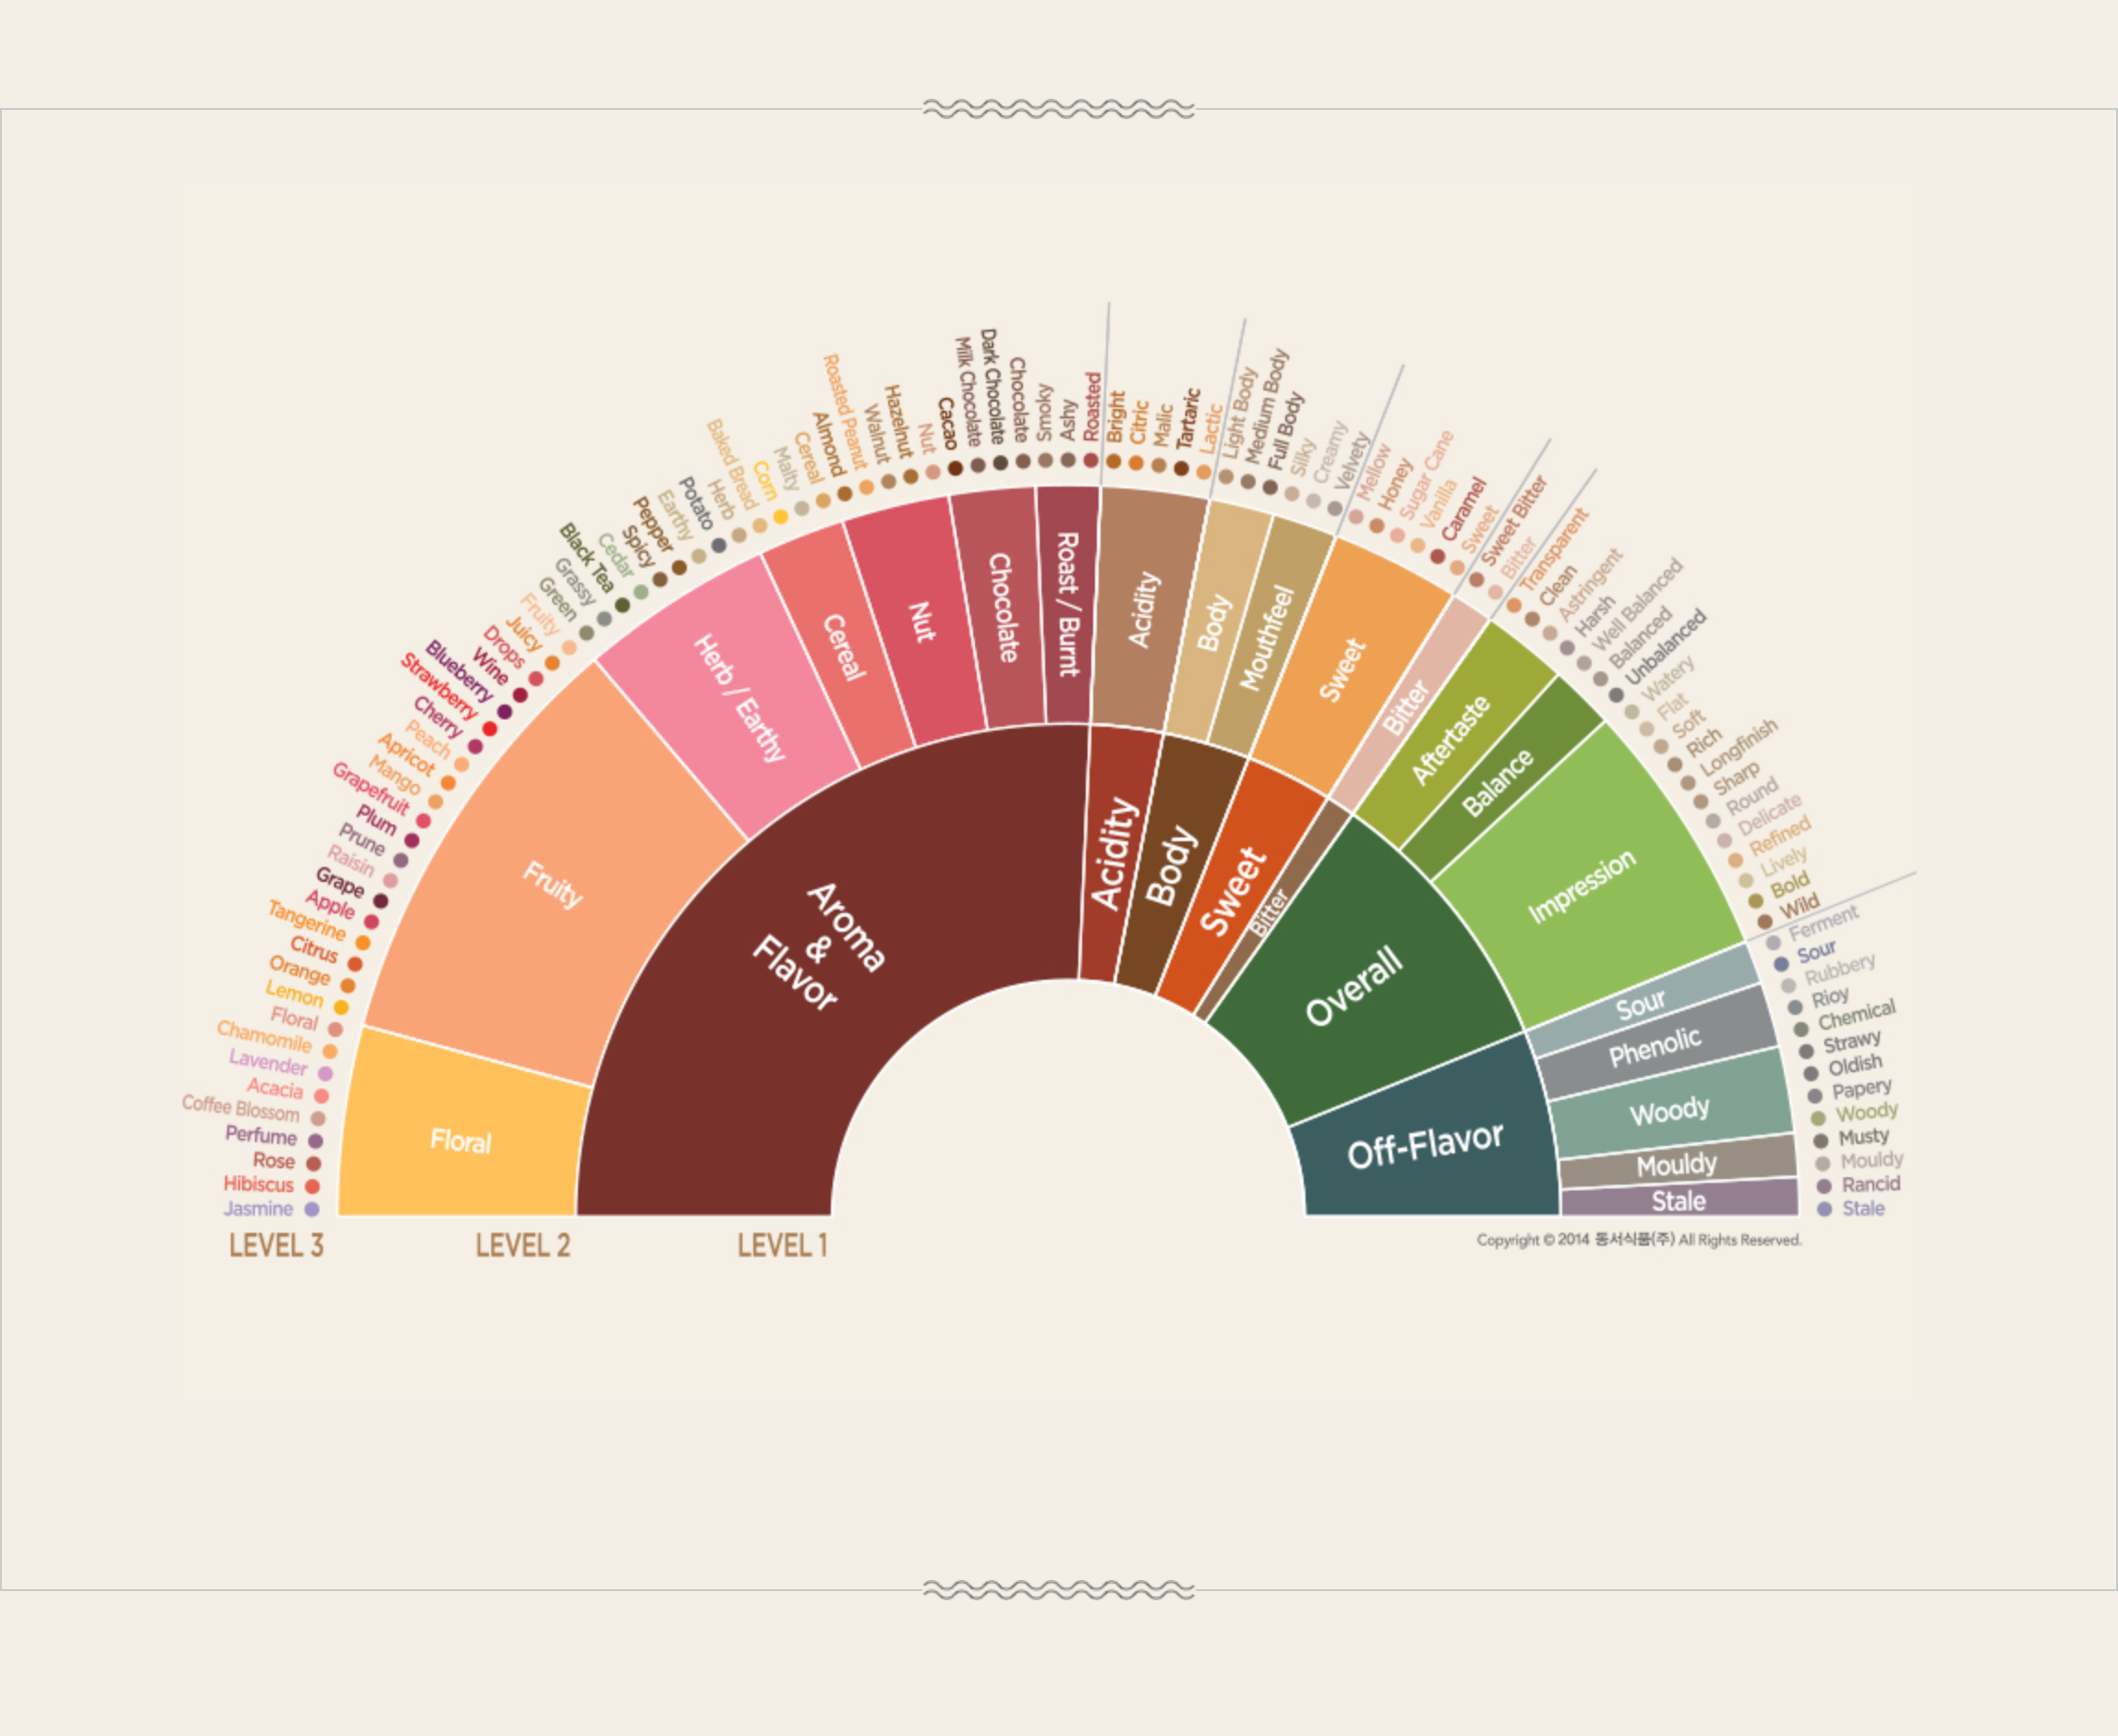 Jasmine
Hibiscus
Rose
Perfume
Coffee Blossom
Acacia
Lavender
Chamomile
Floral
Lemon
Orange
Citrus
Tangerine
Apple
Grape
Raisin
Prune
Plum
Grapefruit
Mango
Apricot
Peach
Cherry
Strawberry
Blueberry
Wine
Drops
Juicy
Fruity
Green
Grassy
Black Tea
Cedar
Spicy
Pepper
Earthy
Potato
Herb
Baked Bread
Corn
Malty
Cereal
Almond
Roasted Peanut
Walnut
Hazelnut
Nut
Cacao
Milk Chocolate
Dark Chocolate
Chocolate
Smoky
Ashy
Roasted
Bright
Citric
Malic
Tartaric
Lactic
Light Body
Medium Body
Full Body
Silky
Creamy
Velvety
Mellow
Honey
Sugar Cane
Vanilla
Caramel
Sweet
Sweet Bitter
Bitter
Transparent
Clean
Astringent
Harsh
Well Balanced
Balanced
Unbalanced
Watery
Flat
Soft
Rich
Longfinish
Sharp
Round
Delicate
Refined
Lively
Bold
Wild
Ferment
Sour
Rubbery
Rioy
Chemical
Strawy
Oldish
Papery
Woody
Musty
Mouldy
Rancid
Stale
Floral
Fruity
Herb / Earthy
Cereal
Nut
Chocolate
Roast / Burnt
Acidity
Body
Mouthfeel
Sweet
Bitter
Aftertaste
Balance
Impression
Sour
Phenolic
Woody
Mouldy
Stale
Aroma
&
Flavor
Acidity
Body
Sweet
Bitter
Overall
Off-Flavor
LEVEL 3
LEVEL 2
LEVEL 1
Copyright © 2014 동서식품(주) All Rights Reserved.